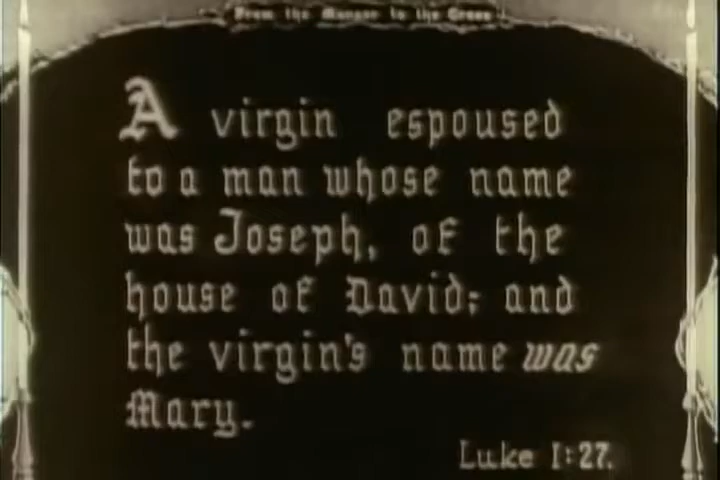 From the Manger to the Cross
A virgin espoused
to a man whose name
was Joseph, of the
house of David; and
the virgin's name was
Mary.
Luke 1:27.